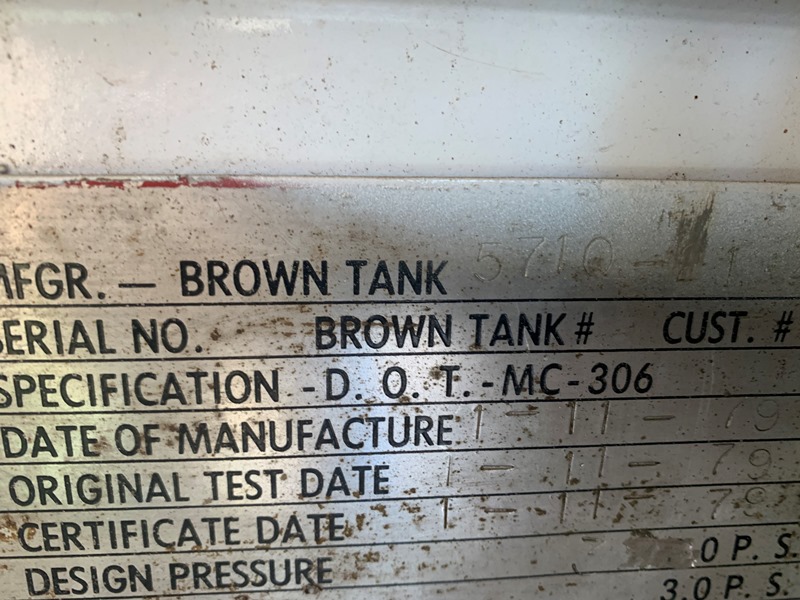 MFGR. — BROWN TANK 5710-
SERIAL NO. BROWN TANK # CUST. #
SPECIFICATION - D. O. T. - MC - 306
DATE OF MANUFACTURE 1 - 11 - 79
ORIGINAL TEST DATE 1 - 11 - 79
CERTIFICATE DATE 1 - 11 - 79
DESIGN PRESSURE 0 P. S.
3.0 P. S.